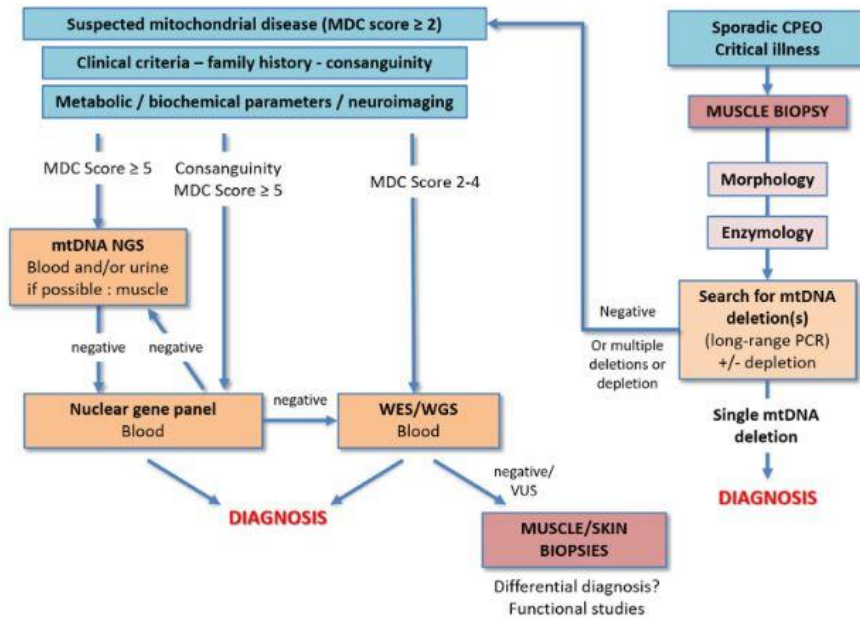 Suspected mitochondrial disease (MDC score ≥ 2)
Clinical criteria – family history - consanguinity
Metabolic / biochemical parameters / neuroimaging
MDC Score ≥ 5
Consanguinity
MDC Score ≥ 5
MDC Score 2-4
mtDNA NGS
Blood and/or urine
if possible : muscle
negative
negative
Nuclear gene panel
Blood
negative
WES/WGS
Blood
DIAGNOSIS
negative/
VUS
MUSCLE/SKIN
BIOPSIES
Differential diagnosis?
Functional studies
Sporadic CPEO
Critical illness
MUSCLE BIOPSY
Morphology
Enzymology
Search for mtDNA
deletion(s)
(long-range PCR)
+/- depletion
Negative
Or multiple
deletions or
depletion
Single mtDNA
deletion
DIAGNOSIS